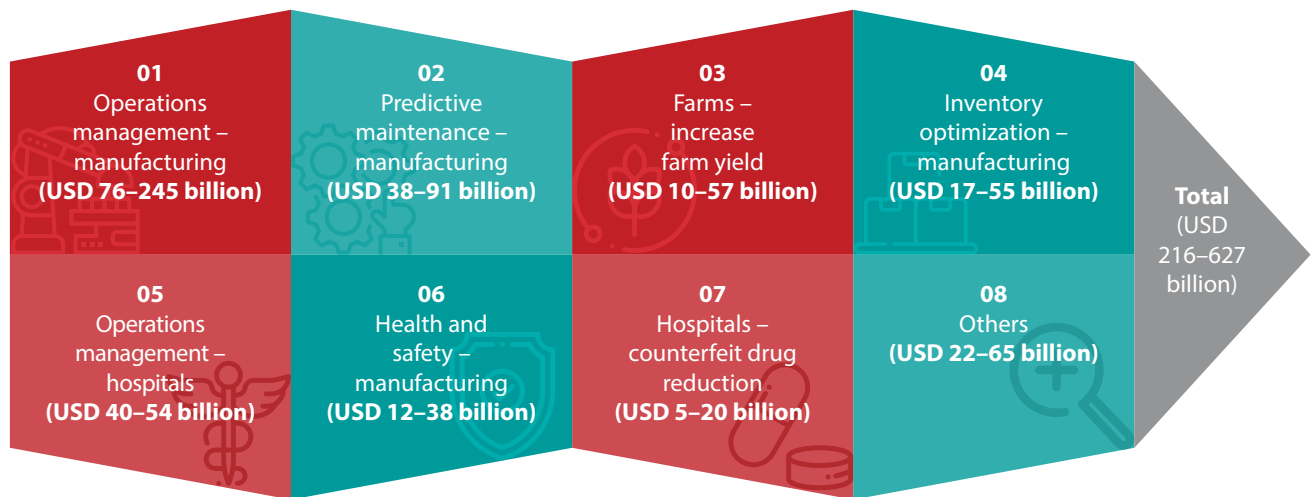 01
Operations
management –
manufacturing
(USD 76–245 billion)
02
Predictive
maintenance –
manufacturing
(USD 38–91 billion)
03
Farms –
increase
farm yield
(USD 10–57 billion)
04
Inventory
optimization –
manufacturing
(USD 17–55 billion)
05
Operations
management –
hospitals
(USD 40–54 billion)
06
Health and
safety –
manufacturing
(USD 12–38 billion)
07
Hospitals –
counterfeit drug
reduction
(USD 5–20 billion)
08
Others
(USD 22–65 billion)
Total
(USD
216–627
billion)